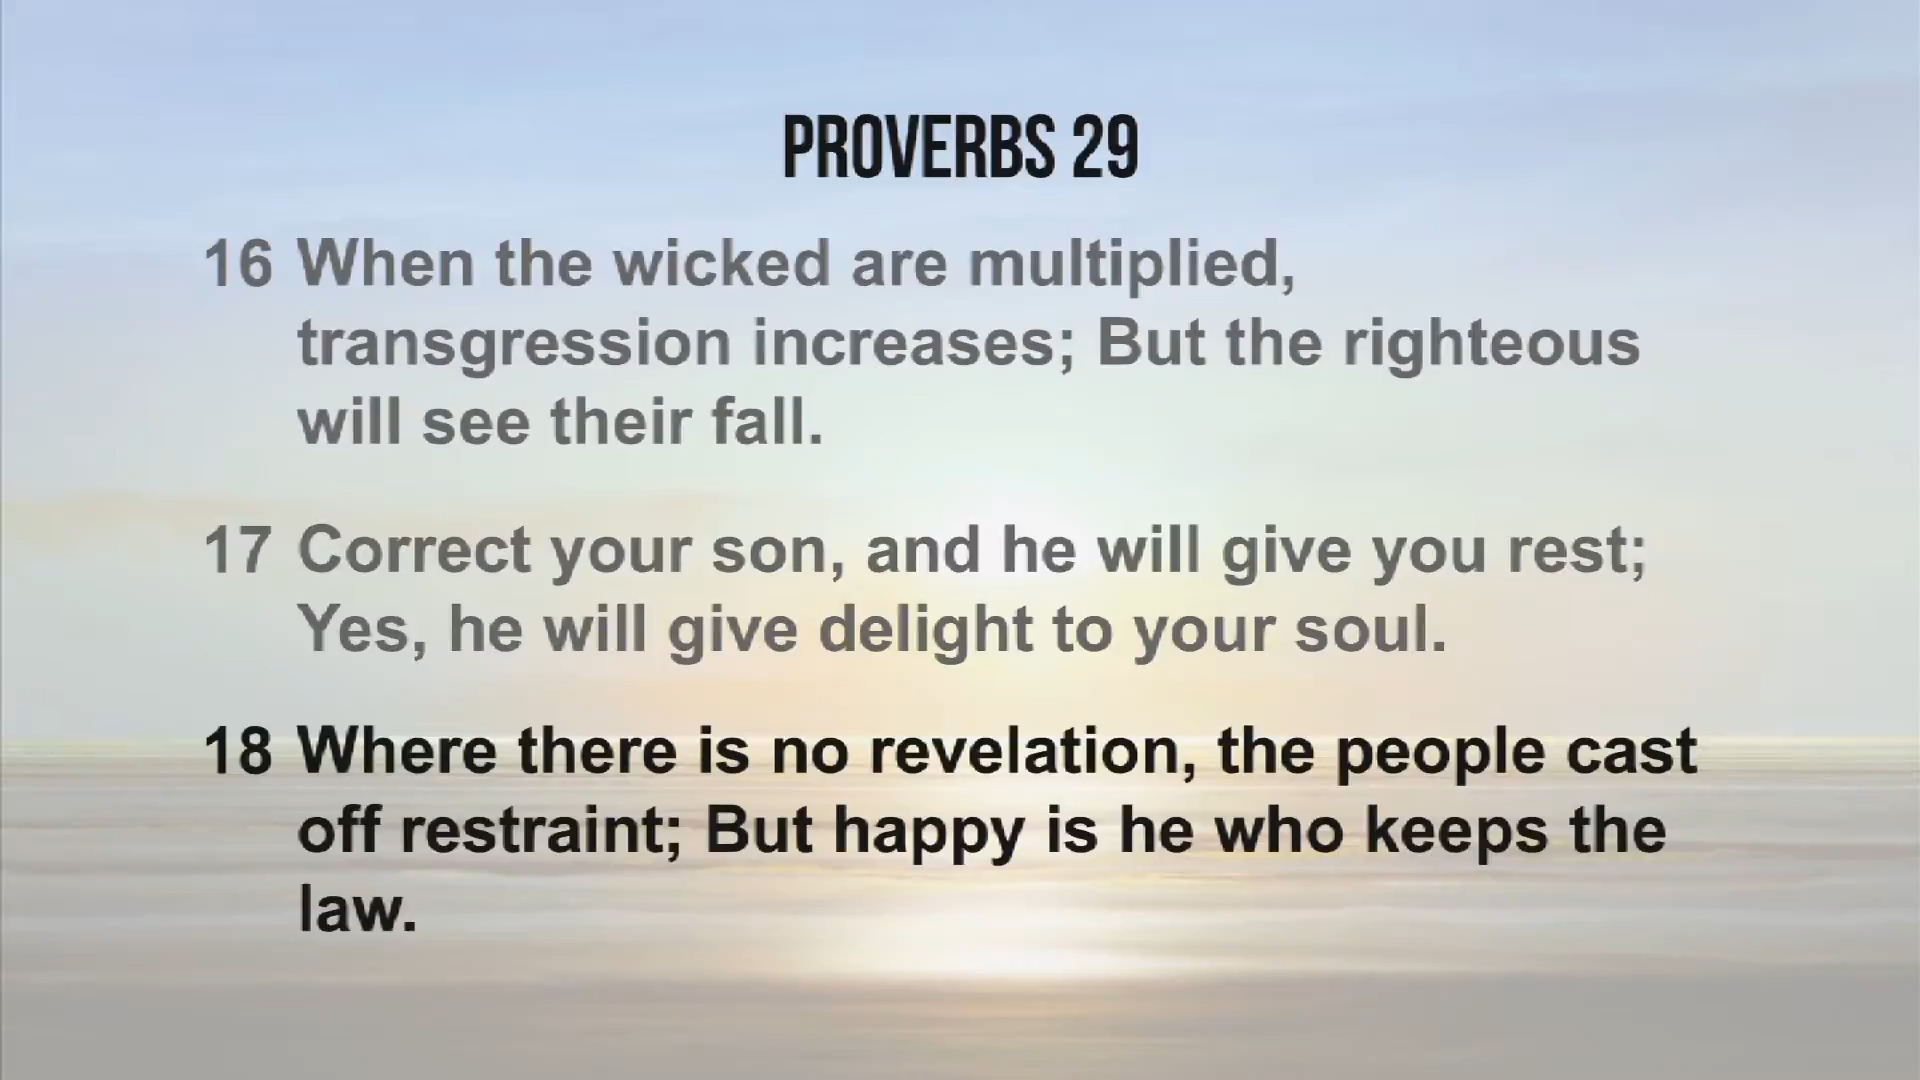 PROVERBS 29
16 When the wicked are multiplied,
transgression increases; But the righteous
will see their fall.
17 Correct your son, and he will give you rest;
Yes, he will give delight to your soul.
18 Where there is no revelation, the people cast
off restraint; But happy is he who keeps the
law.